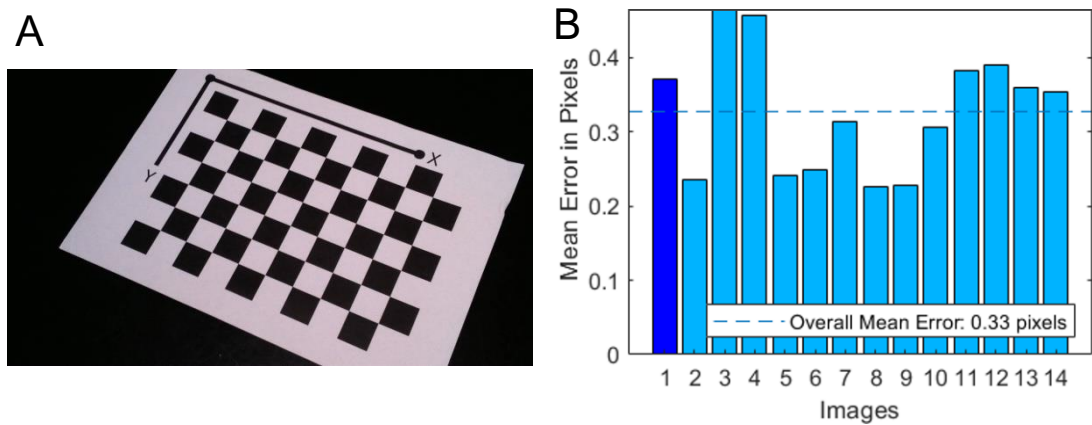 A
X
Y
B
Mean Error in Pixels
0.4
0.3
0.2
0.1
0
Overall Mean Error: 0.33 pixels
1 2 3 4 5 6 7 8 9 10 11 12 13 14
Images